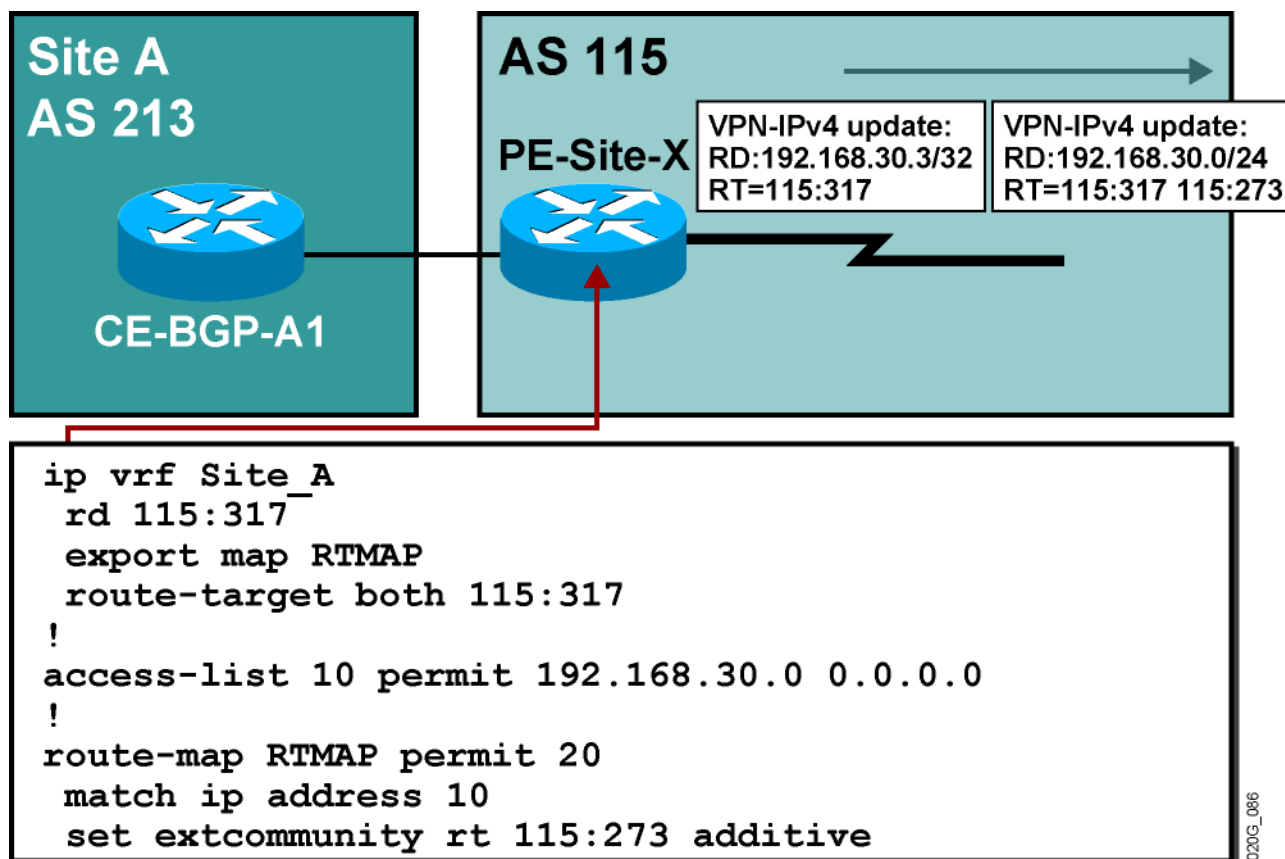 Site A
AS 213
CE-BGP-A1
AS 115
PE-Site-X
VPN-IPv4 update:
RD:192.168.30.3/32
RT=115:317
VPN-IPv4 update:
RD:192.168.30.0/24
RT=115:317 115:273
ip vrf Site_A
rd 115:317
export map RTMAP
route-target both 115:317
!
access-list 10 permit 192.168.30.0 0.0.0.0
!
route-map RTMAP permit 20
match ip address 10
set extcommunity rt 115:273 additive
020G_086